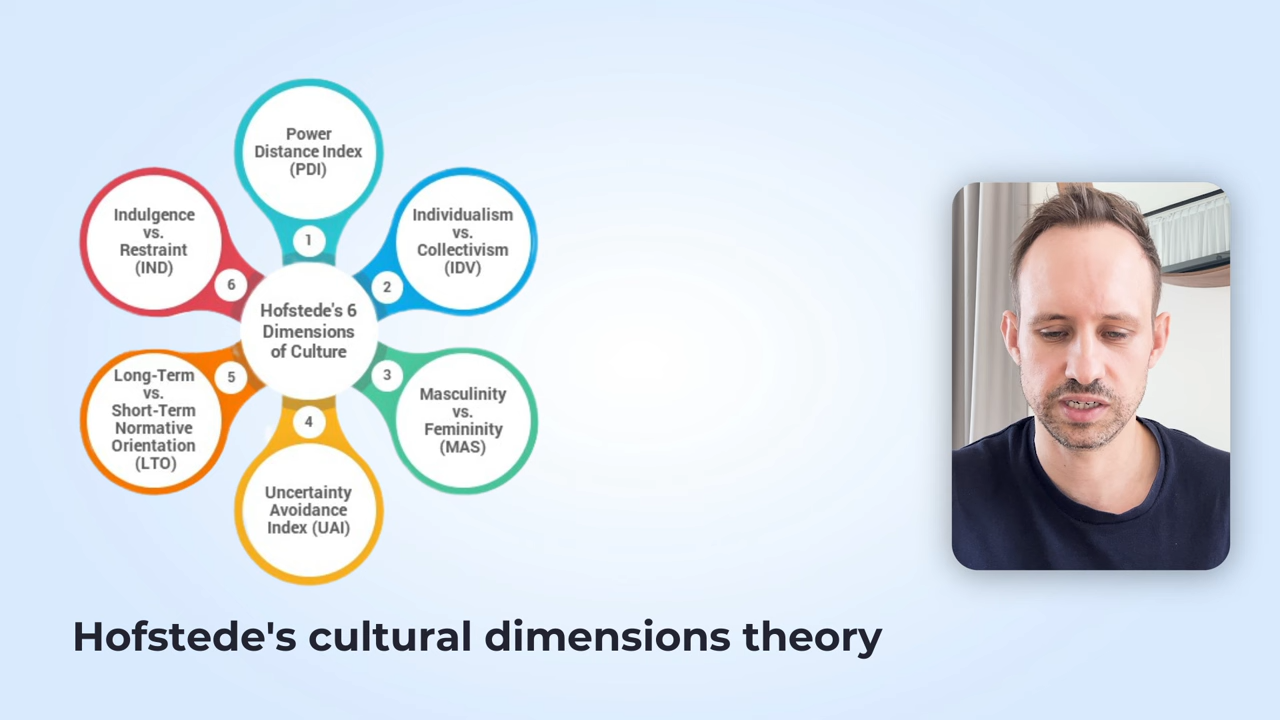 Power
Distance Index
(PDI)
1
Individualism
vs.
Collectivism
(IDV)
2
Masculinity
vs.
Femininity
(MAS)
3
Uncertainty
Avoidance
Index (UAI)
4
Long-Term
vs.
Short-Term
Normative
Orientation
(LTO)
5
Indulgence
vs.
Restraint
(IND)
6
Hofstede's 6
Dimensions
of Culture
Hofstede's cultural dimensions theory